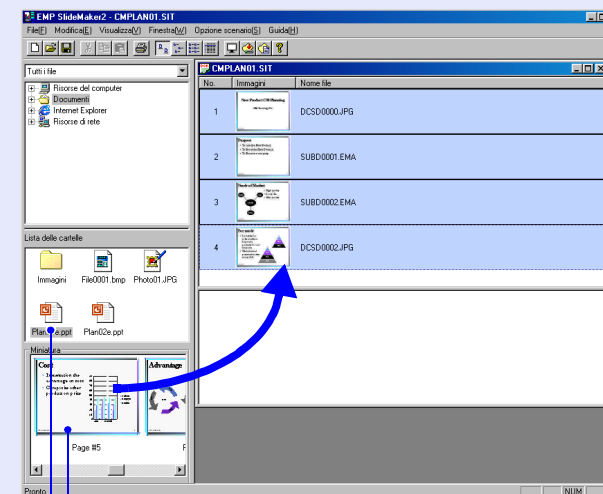 EMP SlideMaker2 - CMPLAN01.SIT
File[F] Modifica[E] Visualizza[V] Finestra[W] Opzione scenario[S] Guida[H]
Tutti i file
Risorse del computer
Documenti
Internet Explorer
Risorse di rete
Lista delle cartelle
Immagini File0001.bmp Photo01.JPG
Plan02e.ppt
Miniatura
Cost
Advantage
Page #5
CMPLAN01.SIT
No. Immagini Nome file
1 DCSD0000.JPG
2 SUBD0001.EMA
3 SUBD0002.EMA
4 DCSD0002.JPG
Pronto NUM